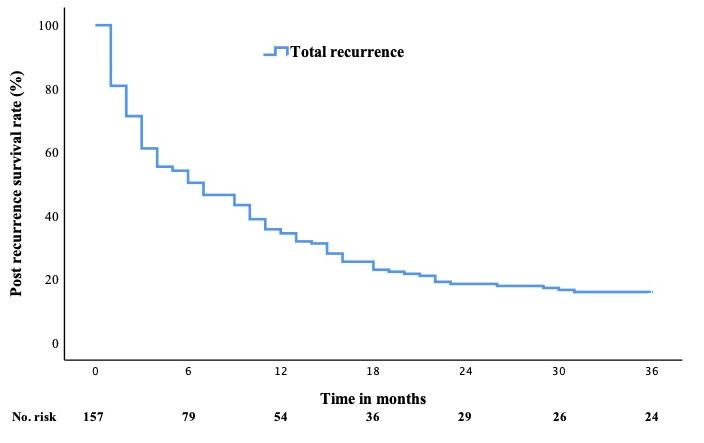 100
Total recurrence
80
60
40
20
0
Post recurrence survival rate (%)
0 6 12 18 24 30 36
Time in months
No. risk 157 79 54 36 29 26 24